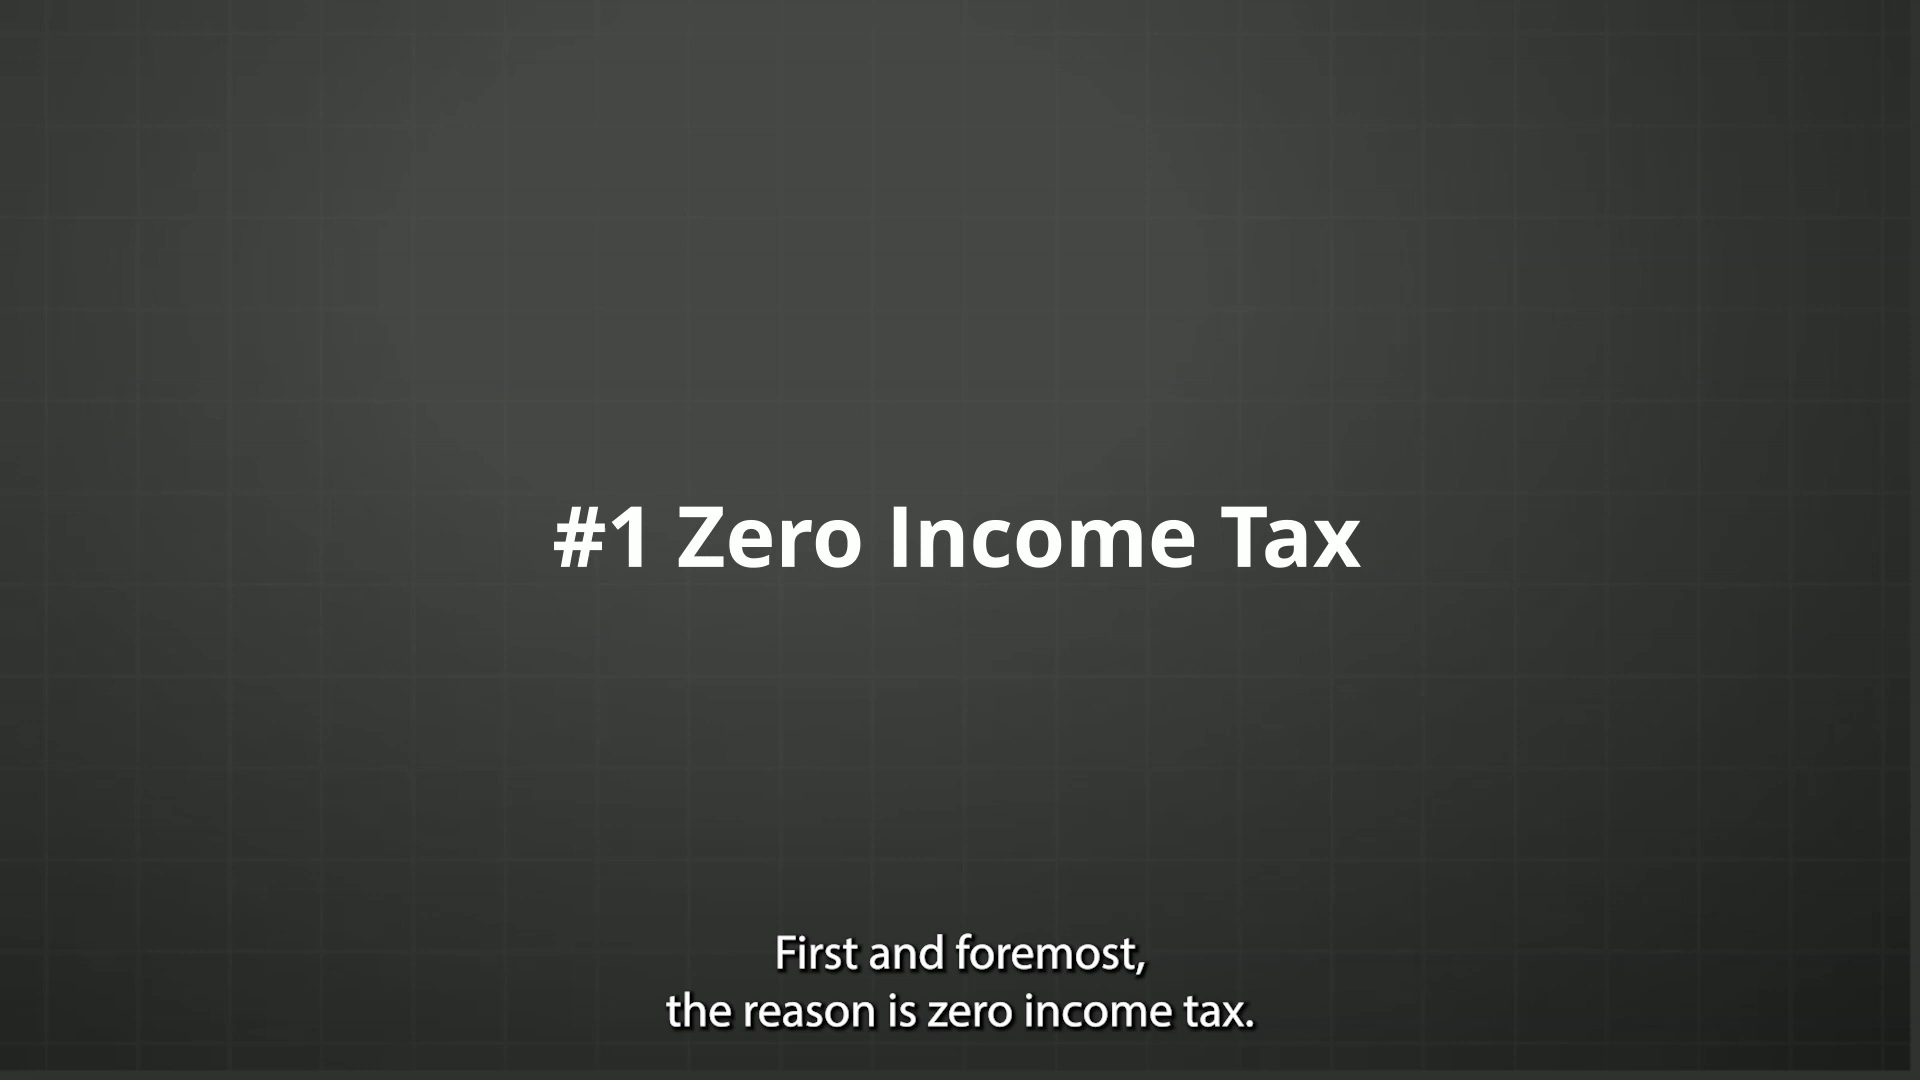 #1 Zero Income Tax
First and foremost,
the reason is zero income tax.